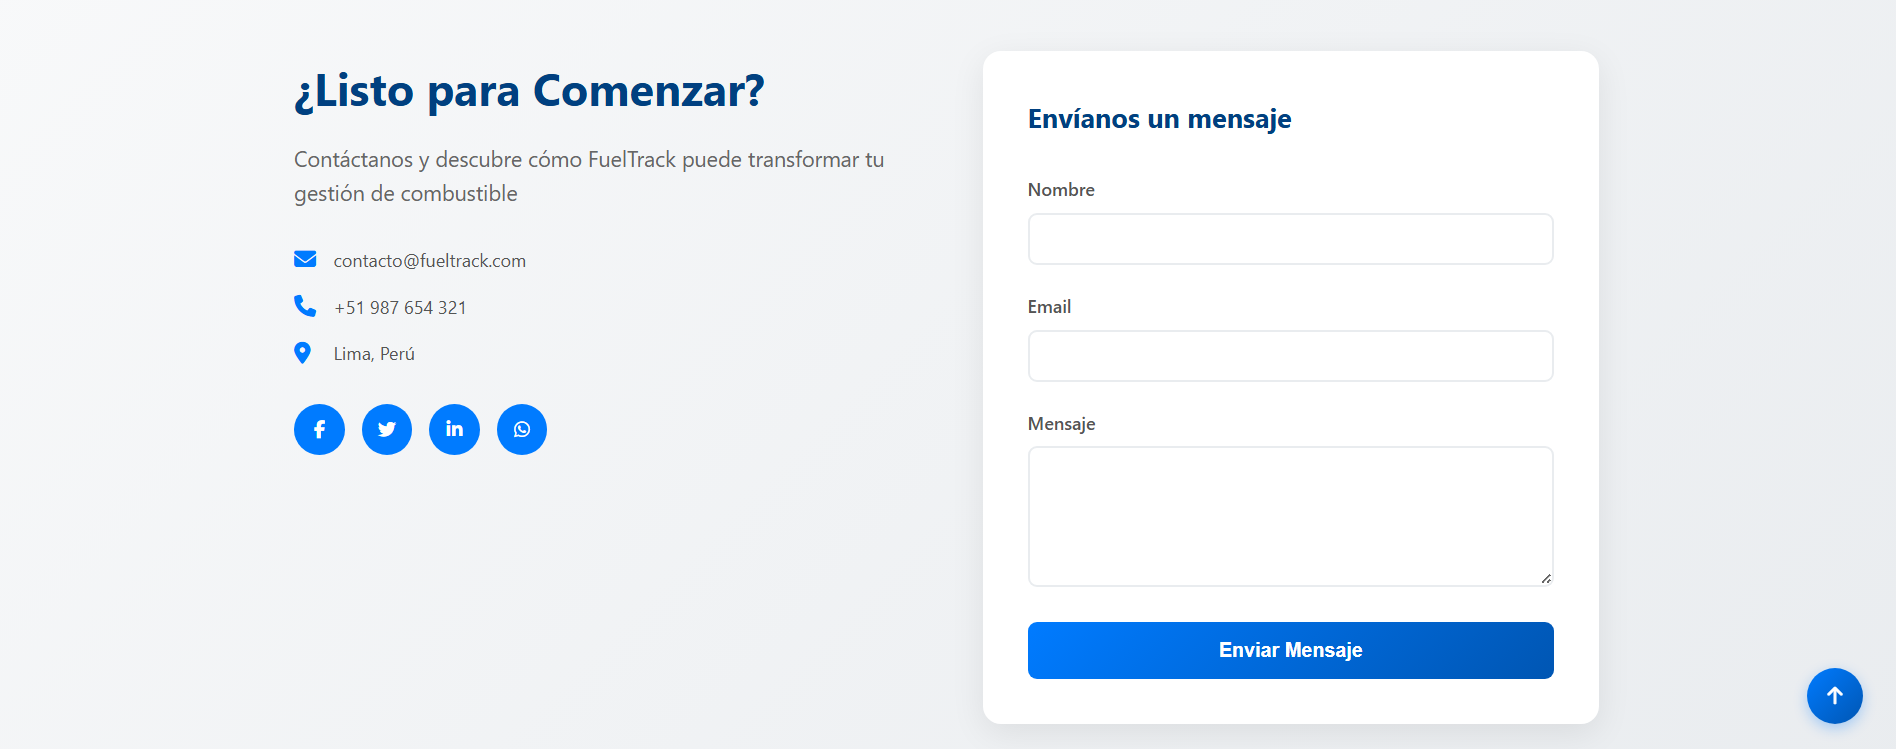 ¿Listo para Comenzar?
Contáctanos y descubre cómo FuelTrack puede transformar tu
gestión de combustible
contacto@fueltrack.com
+51 987 654 321
Lima, Perú
Envíanos un mensaje
Nombre
Email
Mensaje
Enviar Mensaje